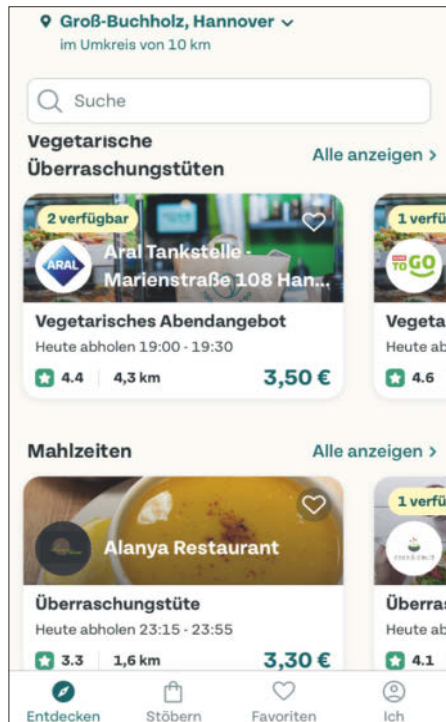 Groß-Buchholz, Hannover
im Umkreis von 10 km
Suche
Vegetarische
Überraschungstüten
Alle anzeigen >
2 verfügbar
ARAL
Aral Tankstelle -
Marienstraße 108 Han...
Vegetarisches Abendangebot
Heute abholen 19:00 - 19:30
4.4 4,3 km 3,50 €
1 verfü
TO GO
Vegeta
Heute ab
4.6
Mahlzeiten
Alle anzeigen >
Alanya Restaurant
Überraschungstüte
Heute abholen 23:15 - 23:55
3.3 1,6 km 3,30 €
1 verfü
Überras
Heute ab
4.1
Entdecken Stöbern Favoriten Ich